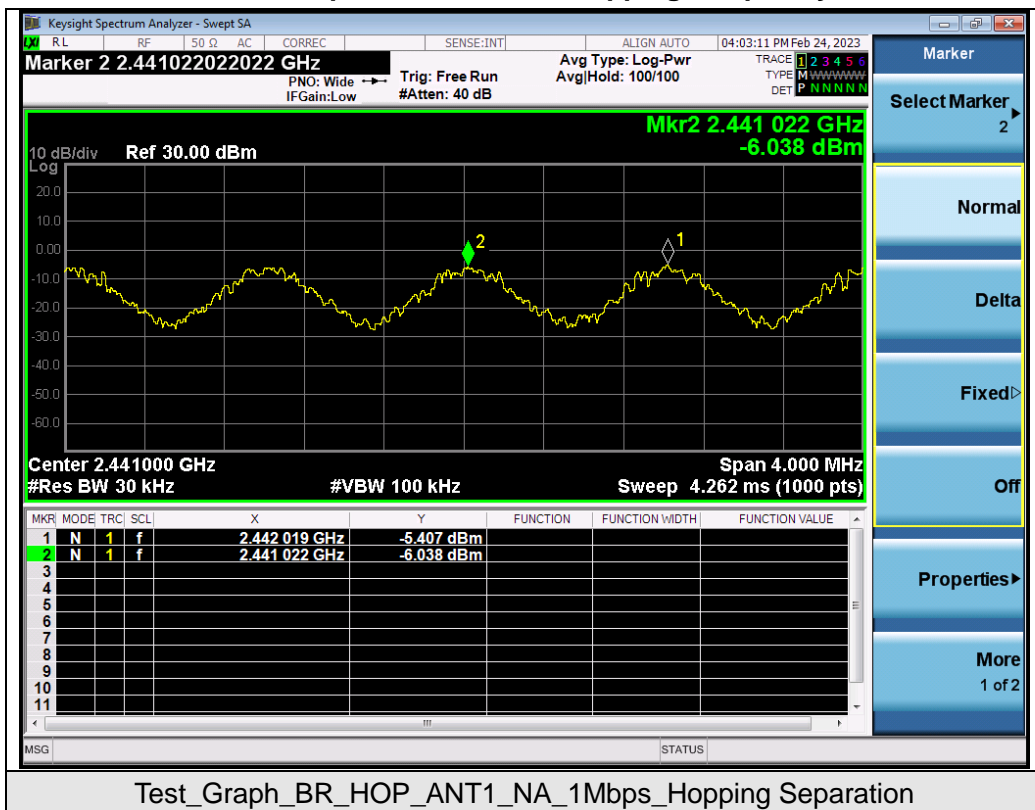 Keysight Spectrum Analyzer - Swept SA
LXI RL RF 50 Ω AC CORREC SENSE:INT ALIGN AUTO 04:03:11 PM Feb 24, 2023
Marker 2 2.441022022022 GHz
PNO: Wide
IFGain:Low
Trig: Free Run
#Atten: 40 dB
Avg Type: Log-Pwr
Avg|Hold: 100/100
TRACE 1 2 3 4 5 6
TYPE M WWWWW
DET P N N N N N
Mkr2 2.441 022 GHz
-6.038 dBm
10 dB/div Ref 30.00 dBm
Log
20.0
10.0
0.00
-10.0
-20.0
-30.0
-40.0
-50.0
-60.0
2
1
Center 2.441000 GHz Span 4.000 MHz
#Res BW 30 kHz #VBW 100 kHz Sweep 4.262 ms (1000 pts)
MKR MODE TRC SCL X Y FUNCTION FUNCTION WIDTH FUNCTION VALUE
1 N 1 f 2.442 019 GHz -5.407 dBm
2 N 1 f 2.441 022 GHz -6.038 dBm
3
4
5
6
7
8
9
10
11
MSG STATUS
Marker
Select Marker
2
Normal
Delta
Fixed
Off
Properties
More
1 of 2
Test_Graph_BR_HOP_ANT1_NA_1Mbps_Hopping Separation